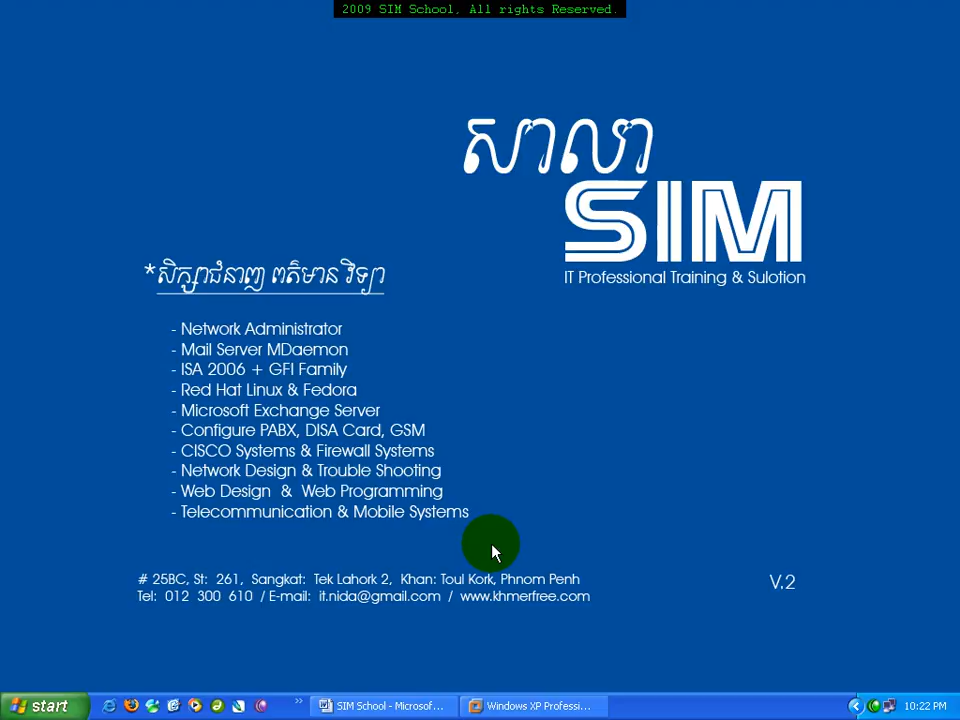 2009 SIM School, All rights Reserved.
សាលា
SIM
IT Professional Training & Sulotion
*សិក្សាជំនាញ ព័ត៌មាន វិទ្យា
- Network Administrator
- Mail Server MDaemon
- ISA 2006 + GFI Family
- Red Hat Linux & Fedora
- Microsoft Exchange Server
- Configure PABX, DISA Card, GSM
- CISCO Systems & Firewall Systems
- Network Design & Trouble Shooting
- Web Design & Web Programming
- Telecommunication & Mobile Systems
# 25BC, St: 261, Sangkat: Tek Lahork 2, Khan: Toul Kork, Phnom Penh
Tel: 012 300 610 / E-mail: it.nida@gmail.com / www.khmerfree.com
V.2
start
SIM School - Microsof...
Windows XP Professi...
10:22 PM